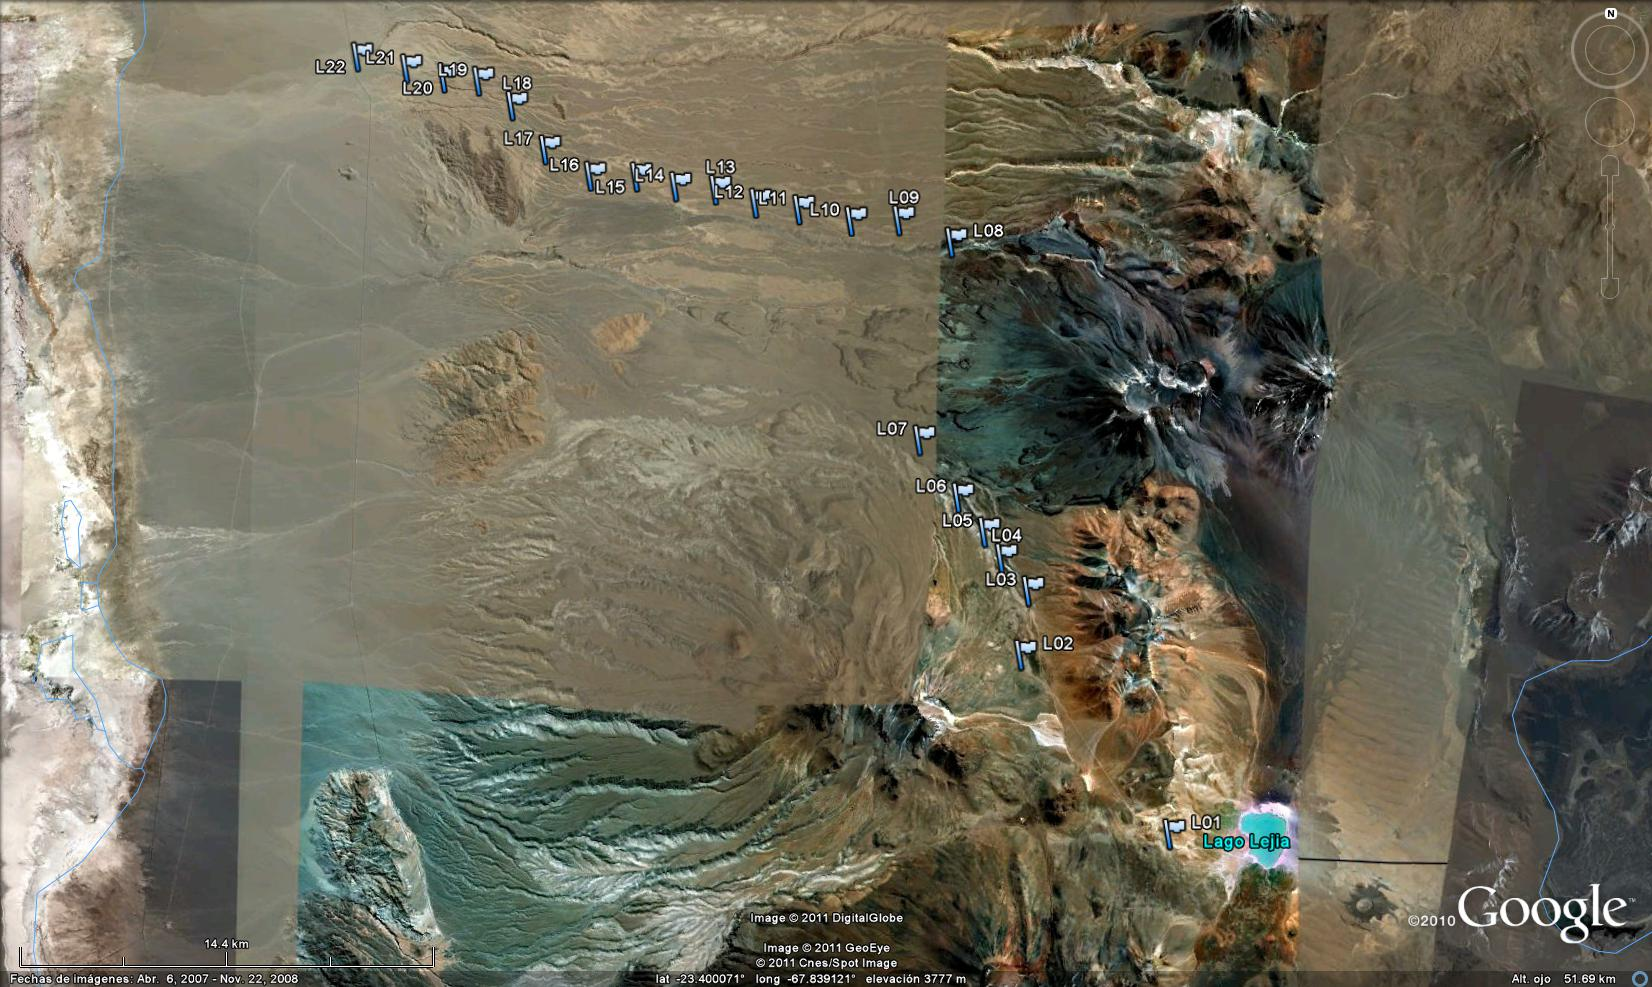 N
L22
L21
L20
L19
L18
L17
L16
L15
L14
L13
L12
L11
L10
L09
L08
L07
L06
L05
L04
L03
L02
L01
Lago Lejia
©2010 Google™
Image © 2011 DigitalGlobe
Image © 2011 GeoEye
© 2011 Cnes/Spot Image
14.4 km
Fechas de imágenes: Abr. 6, 2007 - Nov. 22, 2008
lat -23.400071° long -67.839121° elevación 3777 m
Alt. ojo 51.69 km